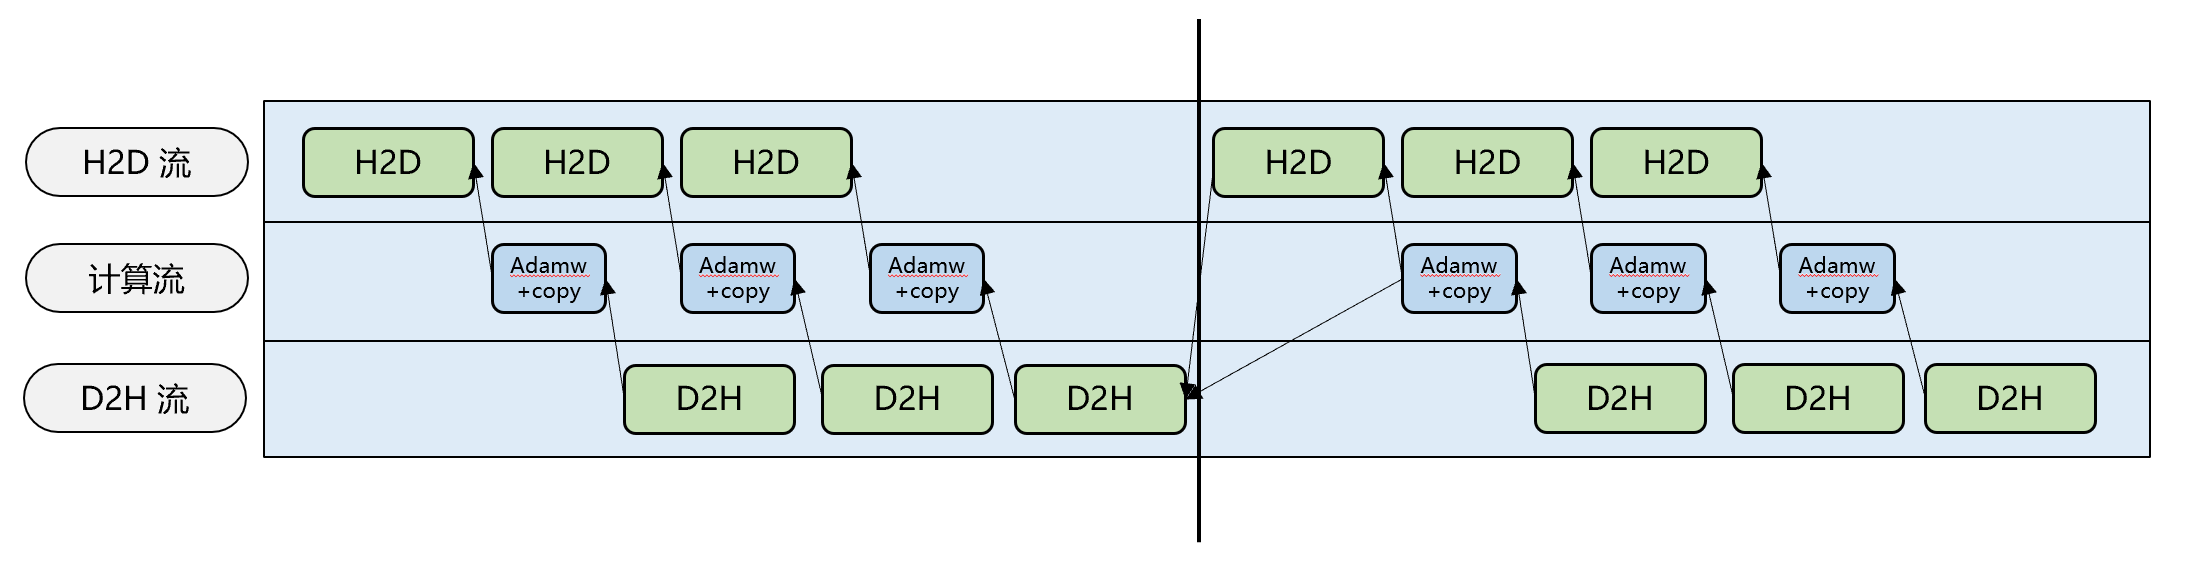 H2D 流
H2D
H2D
H2D
H2D
H2D
H2D
计算流
Adamw
+copy
Adamw
+copy
Adamw
+copy
Adamw
+copy
Adamw
+copy
Adamw
+copy
D2H 流
D2H
D2H
D2H
D2H
D2H
D2H